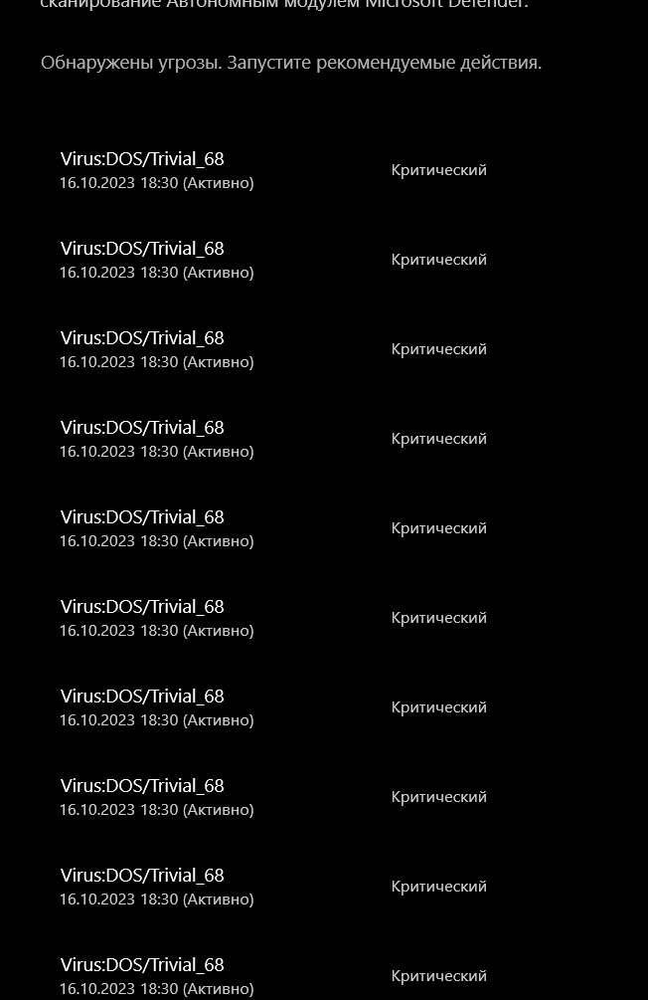 сканирование Автономным модулем Microsoft Defender.
Обнаружены угрозы. Запустите рекомендуемые действия.
Virus:DOS/Trivial_68
16.10.2023 18:30 (Активно)
Критический
Virus:DOS/Trivial_68
16.10.2023 18:30 (Активно)
Критический
Virus:DOS/Trivial_68
16.10.2023 18:30 (Активно)
Критический
Virus:DOS/Trivial_68
16.10.2023 18:30 (Активно)
Критический
Virus:DOS/Trivial_68
16.10.2023 18:30 (Активно)
Критический
Virus:DOS/Trivial_68
16.10.2023 18:30 (Активно)
Критический
Virus:DOS/Trivial_68
16.10.2023 18:30 (Активно)
Критический
Virus:DOS/Trivial_68
16.10.2023 18:30 (Активно)
Критический
Virus:DOS/Trivial_68
16.10.2023 18:30 (Активно)
Критический
Virus:DOS/Trivial_68
16.10.2023 18:30 (Активно)
Критический